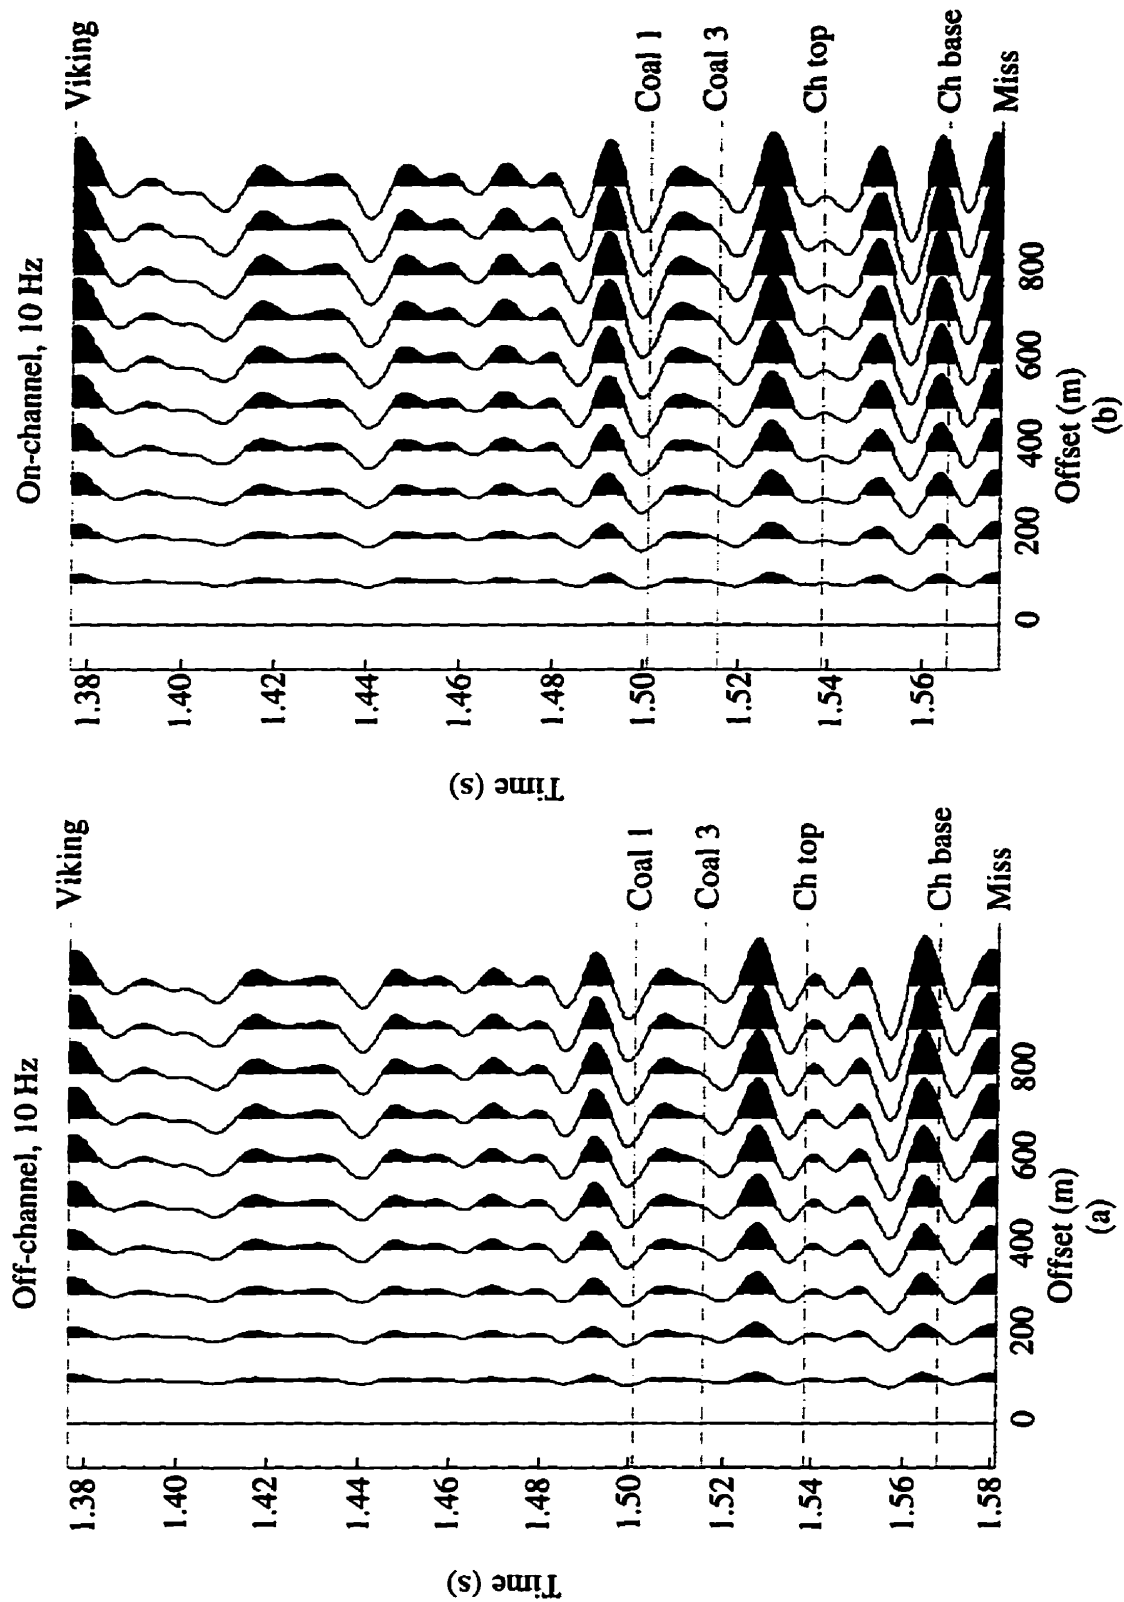 Off-channel, 10 Hz
Time (s)
1.38
1.40
1.42
1.44
1.46
1.48
1.50
1.52
1.54
1.56
1.58
Viking
Coal 1
Coal 3
Ch top
Ch base
Miss
0
200
400
600
800
Offset (m)
(a)
On-channel, 10 Hz
Time (s)
1.38
1.40
1.42
1.44
1.46
1.48
1.50
1.52
1.54
1.56
Viking
Coal 1
Coal 3
Ch top
Ch base
Miss
0
200
400
600
800
Offset (m)
(b)